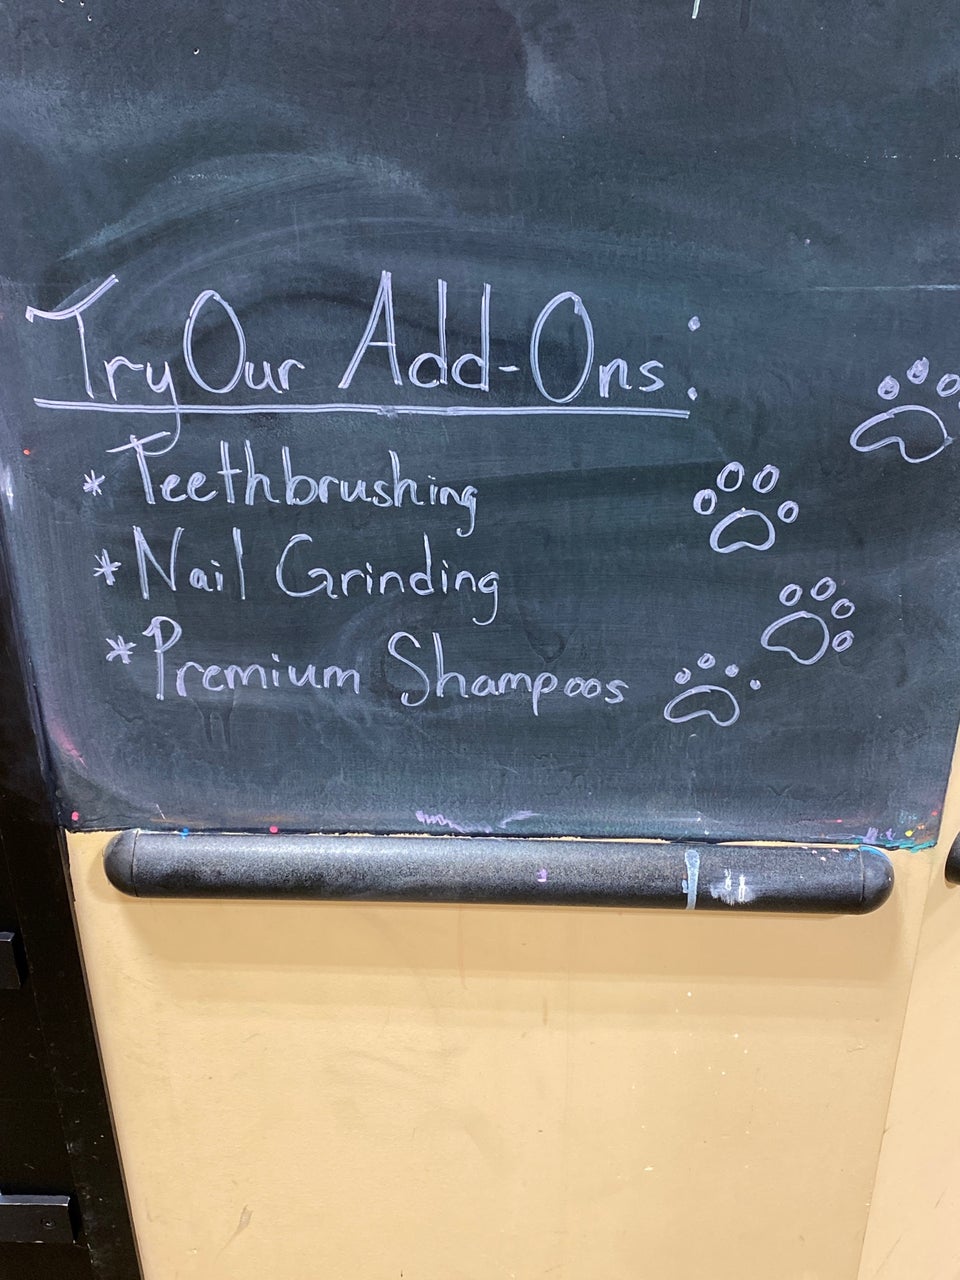 Try Our Add-Ons:
* Teethbrushing
* Nail Grinding
* Premium Shampoos